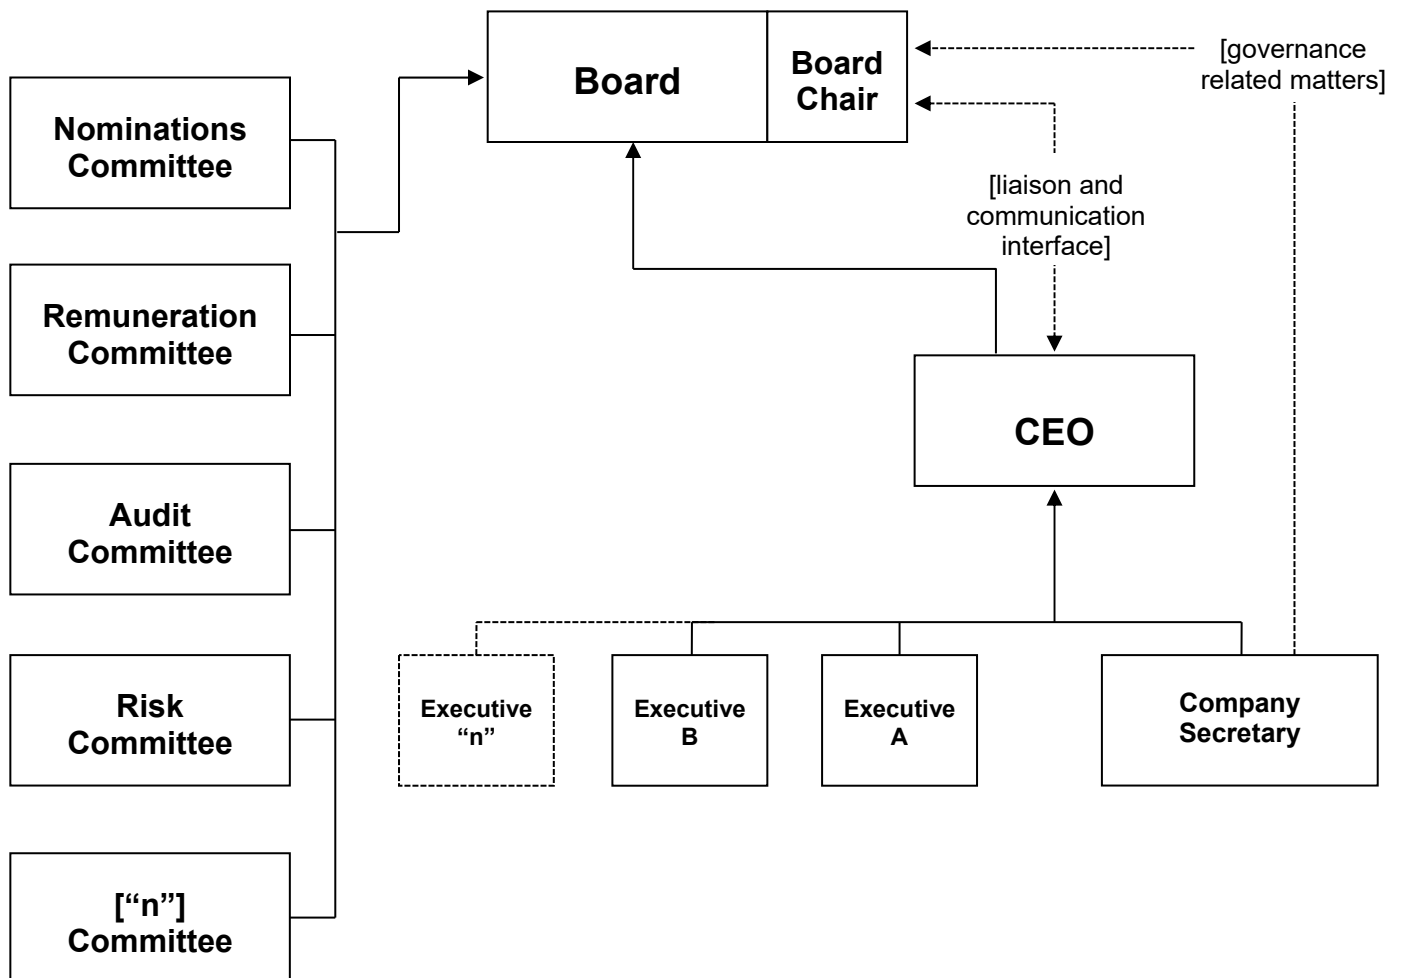 Board
Board
Chair
[governance
related matters]
Nominations
Committee
[liaison and
communication
interface]
Remuneration
Committee
CEO
Audit
Committee
Risk
Committee
Executive
“n”
Executive
B
Executive
A
Company
Secretary
[“n”]
Committee